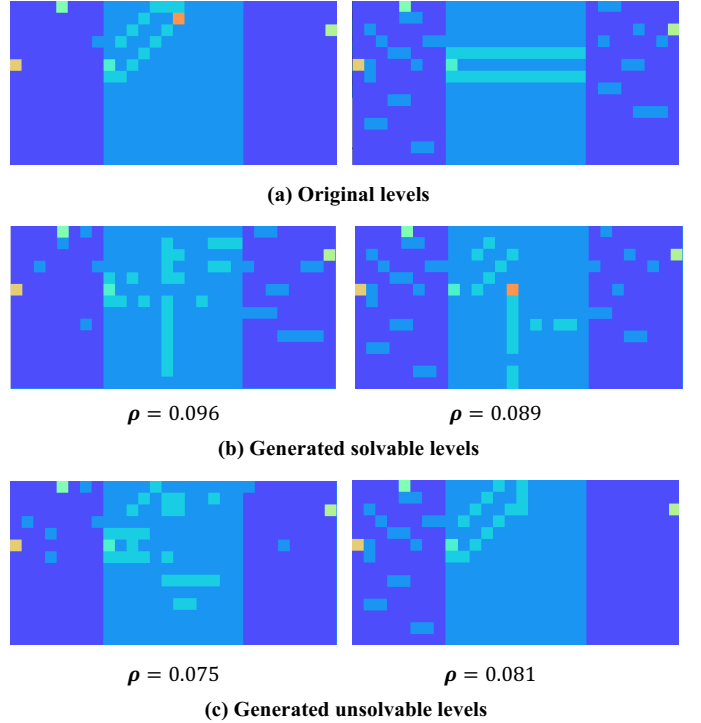 (a) Original levels
ρ = 0.096 ρ = 0.089
(b) Generated solvable levels
ρ = 0.075 ρ = 0.081
(c) Generated unsolvable levels